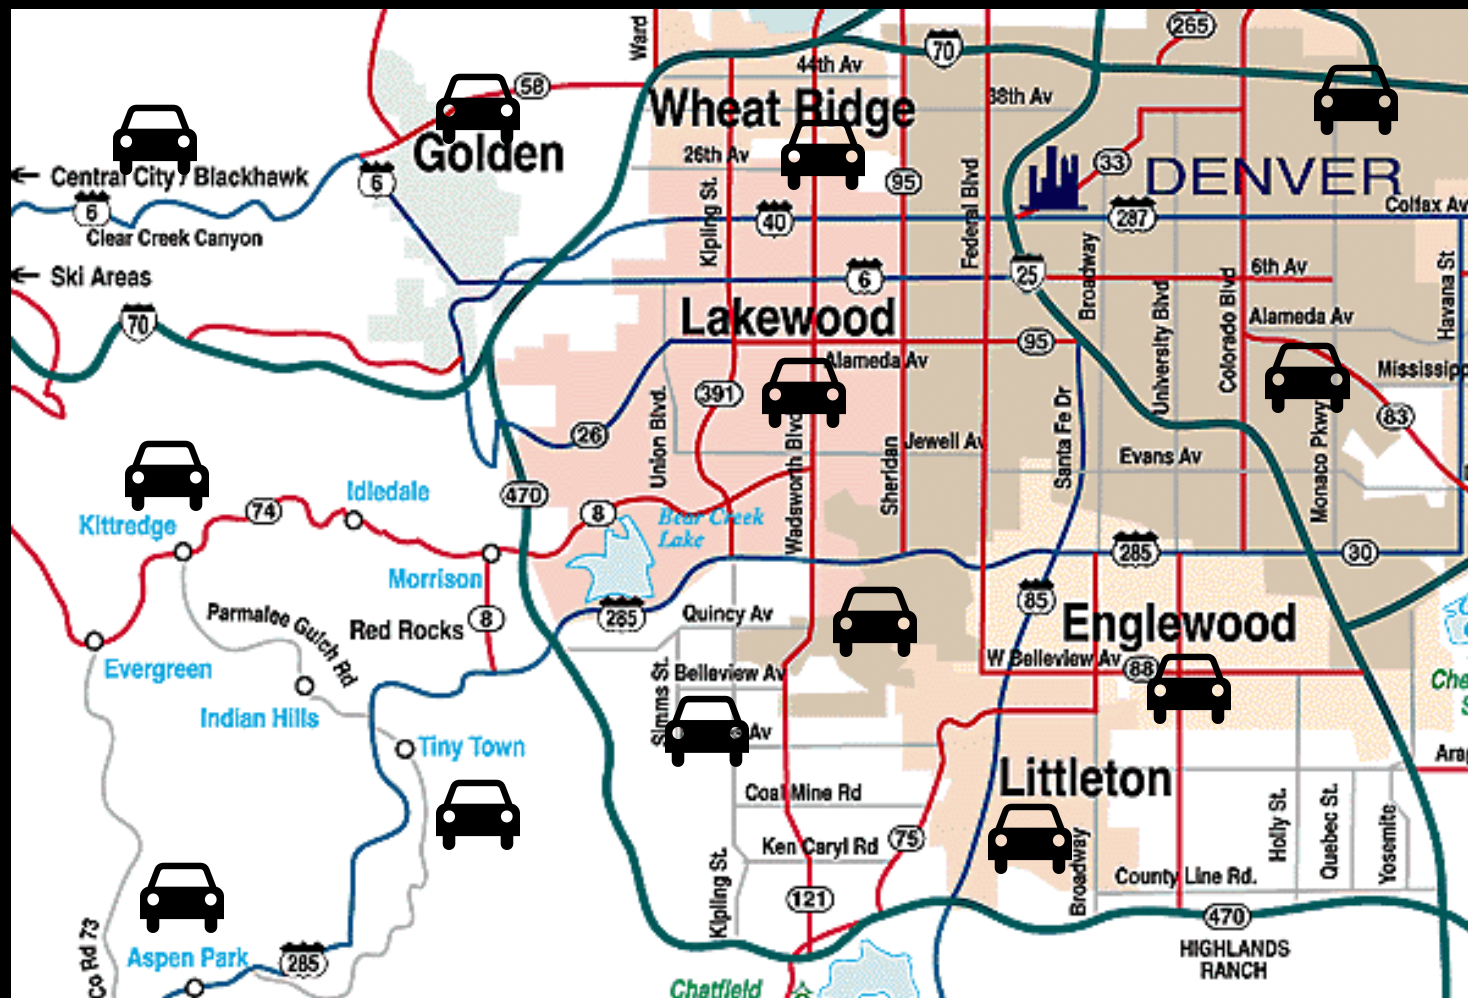 Ward
265
70
44th Av
58
38th Av
Wheat Ridge
Golden
26th Av
33
DENVER
Central City / Blackhawk
6
6
95
Kipling St.
Federal Blvd
Colfax Av
40
287
Clear Creek Canyon
Ski Areas
6
25
Broadway
6th Av
Havana St
University Blvd
Colorado Blvd
70
Lakewood
Alameda Av
95
Alameda Av
Mississipp
391
83
26
Union Blvd.
Wadsworth Blvd
Sheridan
Jewell Av
Santa Fe Dr
Evans Av
Monaco Pkwy
Idledale
470
74
8
Kittredge
Bear Creek
Lake
Morrison
285
30
Parmalee Gulch Rd
Red Rocks
8
285
Quincy Av
85
Englewood
W Belleview Av
88
Evergreen
Simms St.
Belleview Av
Che
S
Indian Hills
Av
Tiny Town
Arap
Littleton
Coal Mine Rd
Ken Caryl Rd
75
Broadway
Holly St.
Quebec St.
Yosemite
County Line Rd.
Kipling St.
121
470
Co Rd 73
Aspen Park
285
HIGHLANDS
RANCH
Chatfield